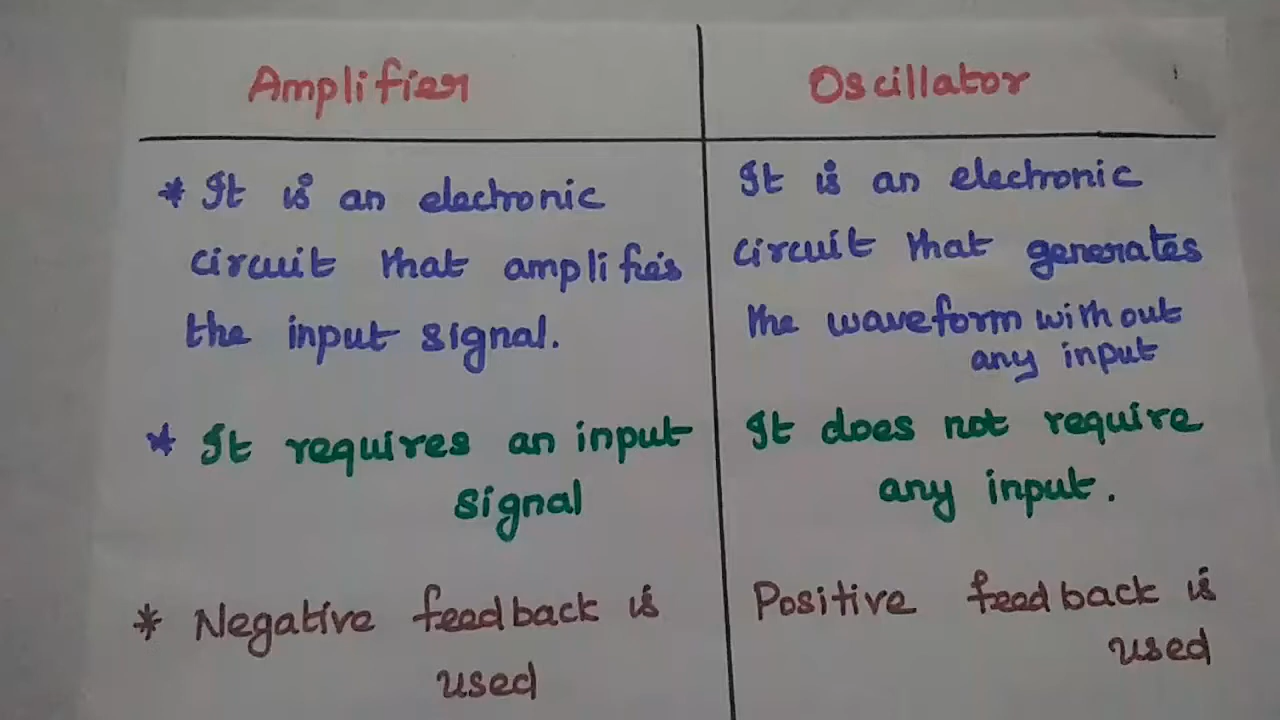 Amplifier
Oscillator
* It is an electronic
circuit that amplifies
the input signal.
It is an electronic
circuit that generates
the waveform without
any input
* It requires an input
signal
It does not require
any input.
* Negative feedback is
used
Positive feedback is
used